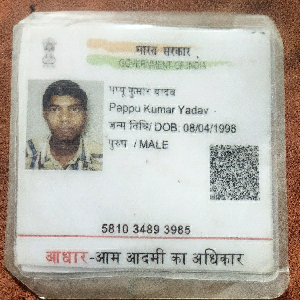 भारत सरकार
GOVERNMENT OF INDIA
पप्पू कुमार यादव
Pappu Kumar Yadav
जन्म तिथि/ DOB: 08/04/1998
पुरुष / MALE
5810 3489 3985
आधार-आम आदमी का अधिकार